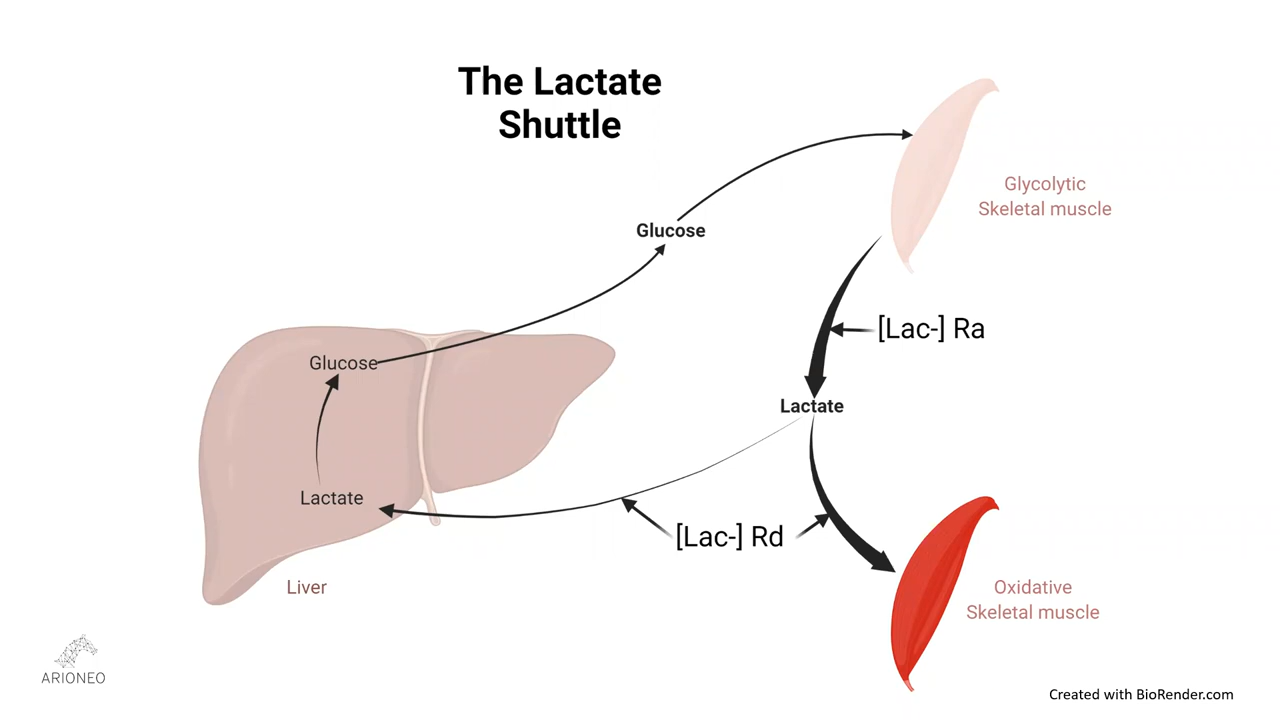 The Lactate
Shuttle
Glycolytic
Skeletal muscle
Glucose
[Lac-] Ra
Glucose
Lactate
Lactate
[Lac-] Rd
Liver
Oxidative
Skeletal muscle
ARIONEO
Created with BioRender.com